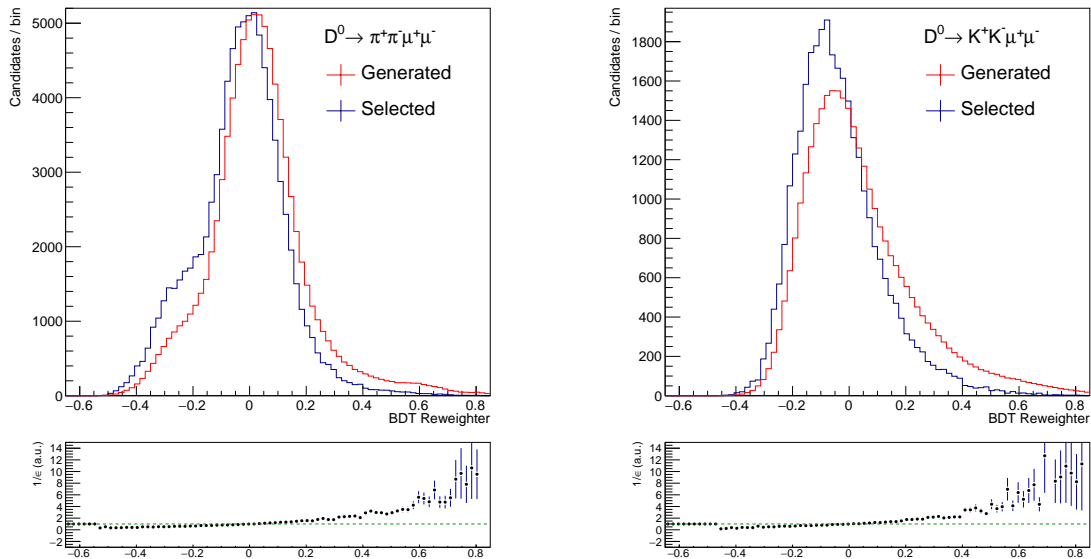 Candidates / bin
5000
4000
3000
2000
1000
0
D⁰→ π⁺π⁻μ⁺μ⁻
Generated
Selected
−0.6 −0.4 −0.2 0 0.2 0.4 0.6 0.8
BDT Reweighter
1/ε (a.u.)
14
12
10
8
6
4
2
0
−2
−0.6 −0.4 −0.2 0 0.2 0.4 0.6 0.8
Candidates / bin
1800
1600
1400
1200
1000
800
600
400
200
0
D⁰→ K⁺K⁻μ⁺μ⁻
Generated
Selected
−0.6 −0.4 −0.2 0 0.2 0.4 0.6 0.8
BDT Reweighter
1/ε (a.u.)
14
12
10
8
6
4
2
0
−2
−0.6 −0.4 −0.2 0 0.2 0.4 0.6 0.8